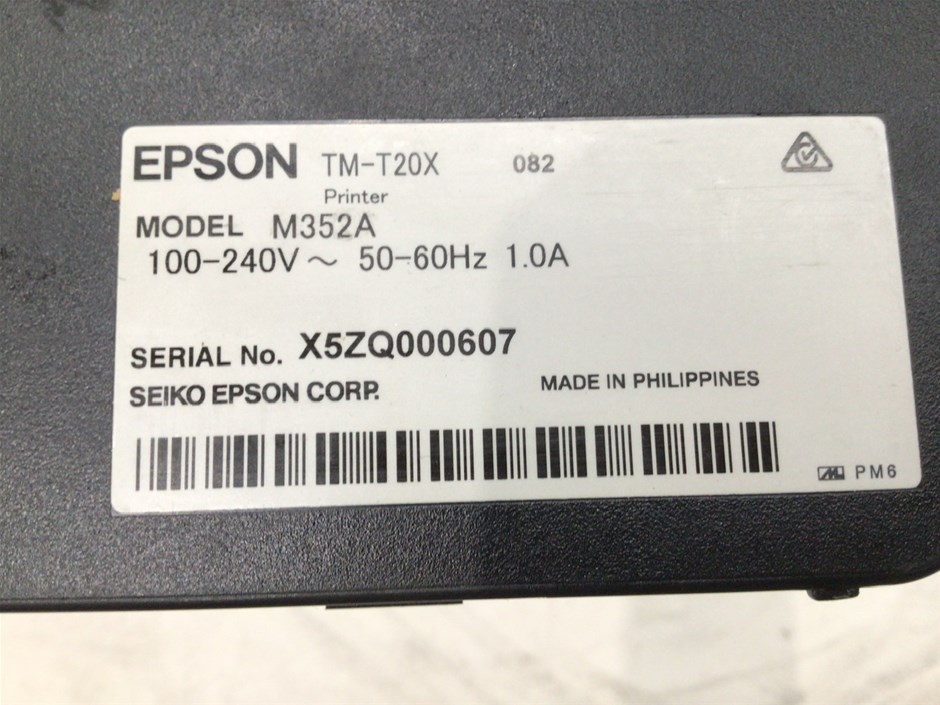 EPSON TM-T20X 082
Printer
MODEL M352A
100-240V ~ 50-60Hz 1.0A
SERIAL No. X5ZQ000607
SEIKO EPSON CORP. MADE IN PHILIPPINES
PM6